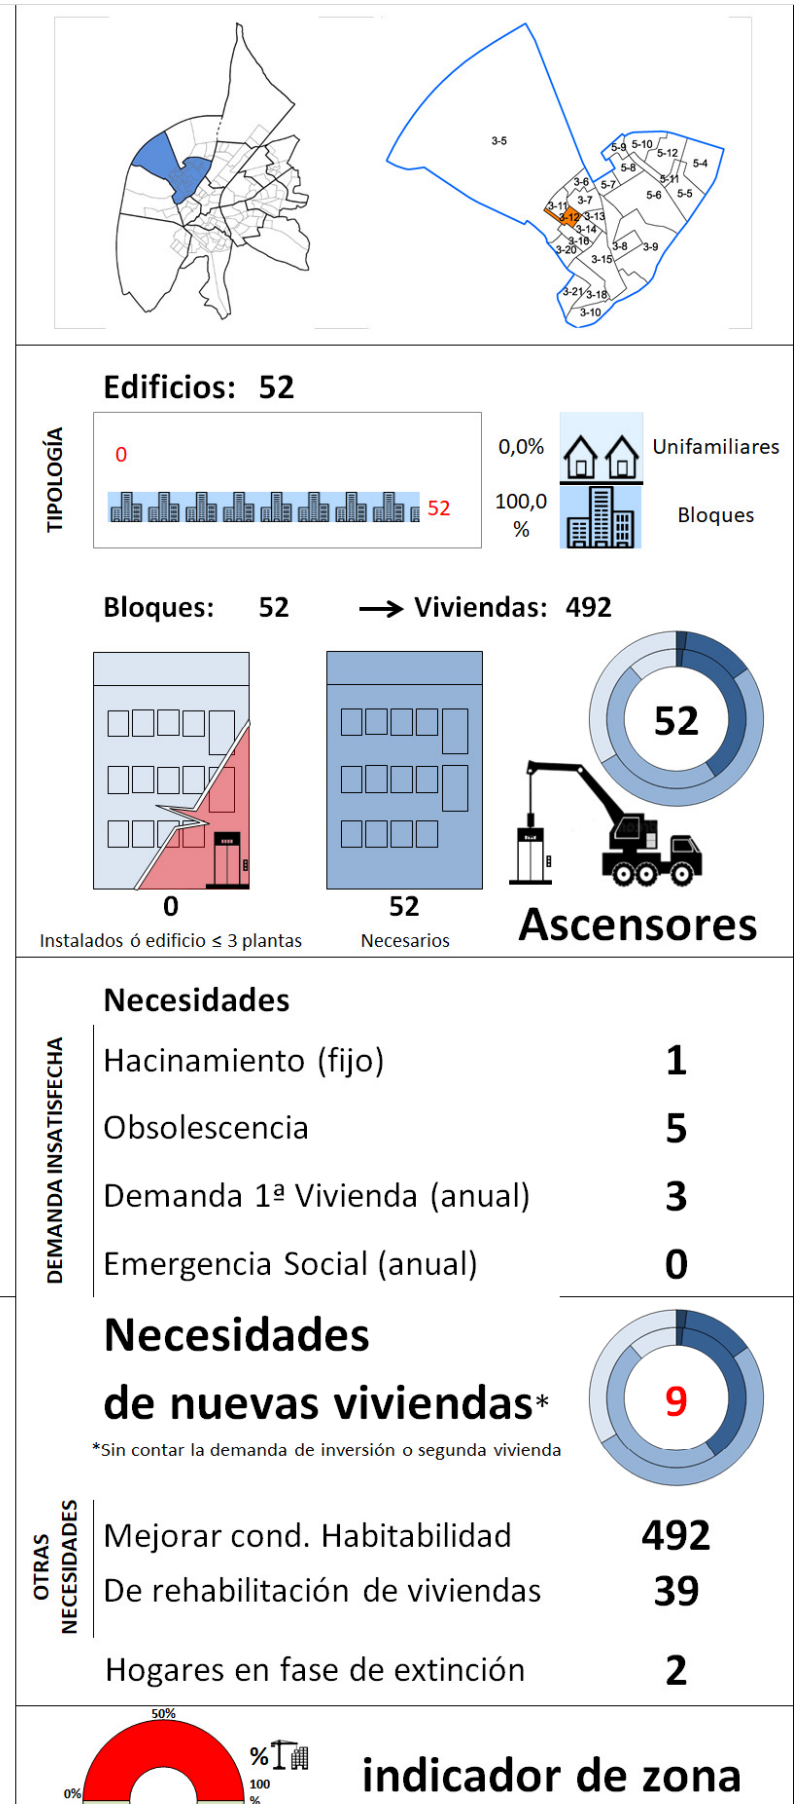 3-5
5-9
5-10
5-12
5-4
5-8
5-11
3-6
5-7
5-6
5-5
3-7
3-11
3-12
3-13
3-14
3-16
3-20
3-8
3-9
3-15
3-21
3-18
3-10
Edificios: 52
TIPOLOGÍA
0
0,0%
Unifamiliares
52
100,0
%
Bloques
Bloques: 52 → Viviendas: 492
52
0
52
Instalados ó edificio ≤ 3 plantas
Necesarios
Ascensores
DEMANDA INSATISFECHA
Necesidades
Hacinamiento (fijo) 1
Obsolescencia 5
Demanda 1ª Vivienda (anual) 3
Emergencia Social (anual) 0
Necesidades
de nuevas viviendas*
9
*Sin contar la demanda de inversión o segunda vivienda
OTRAS
NECESIDADES
Mejorar cond. Habitabilidad 492
De rehabilitación de viviendas 39
Hogares en fase de extinción 2
50%
%
0%
100
%
indicador de zona